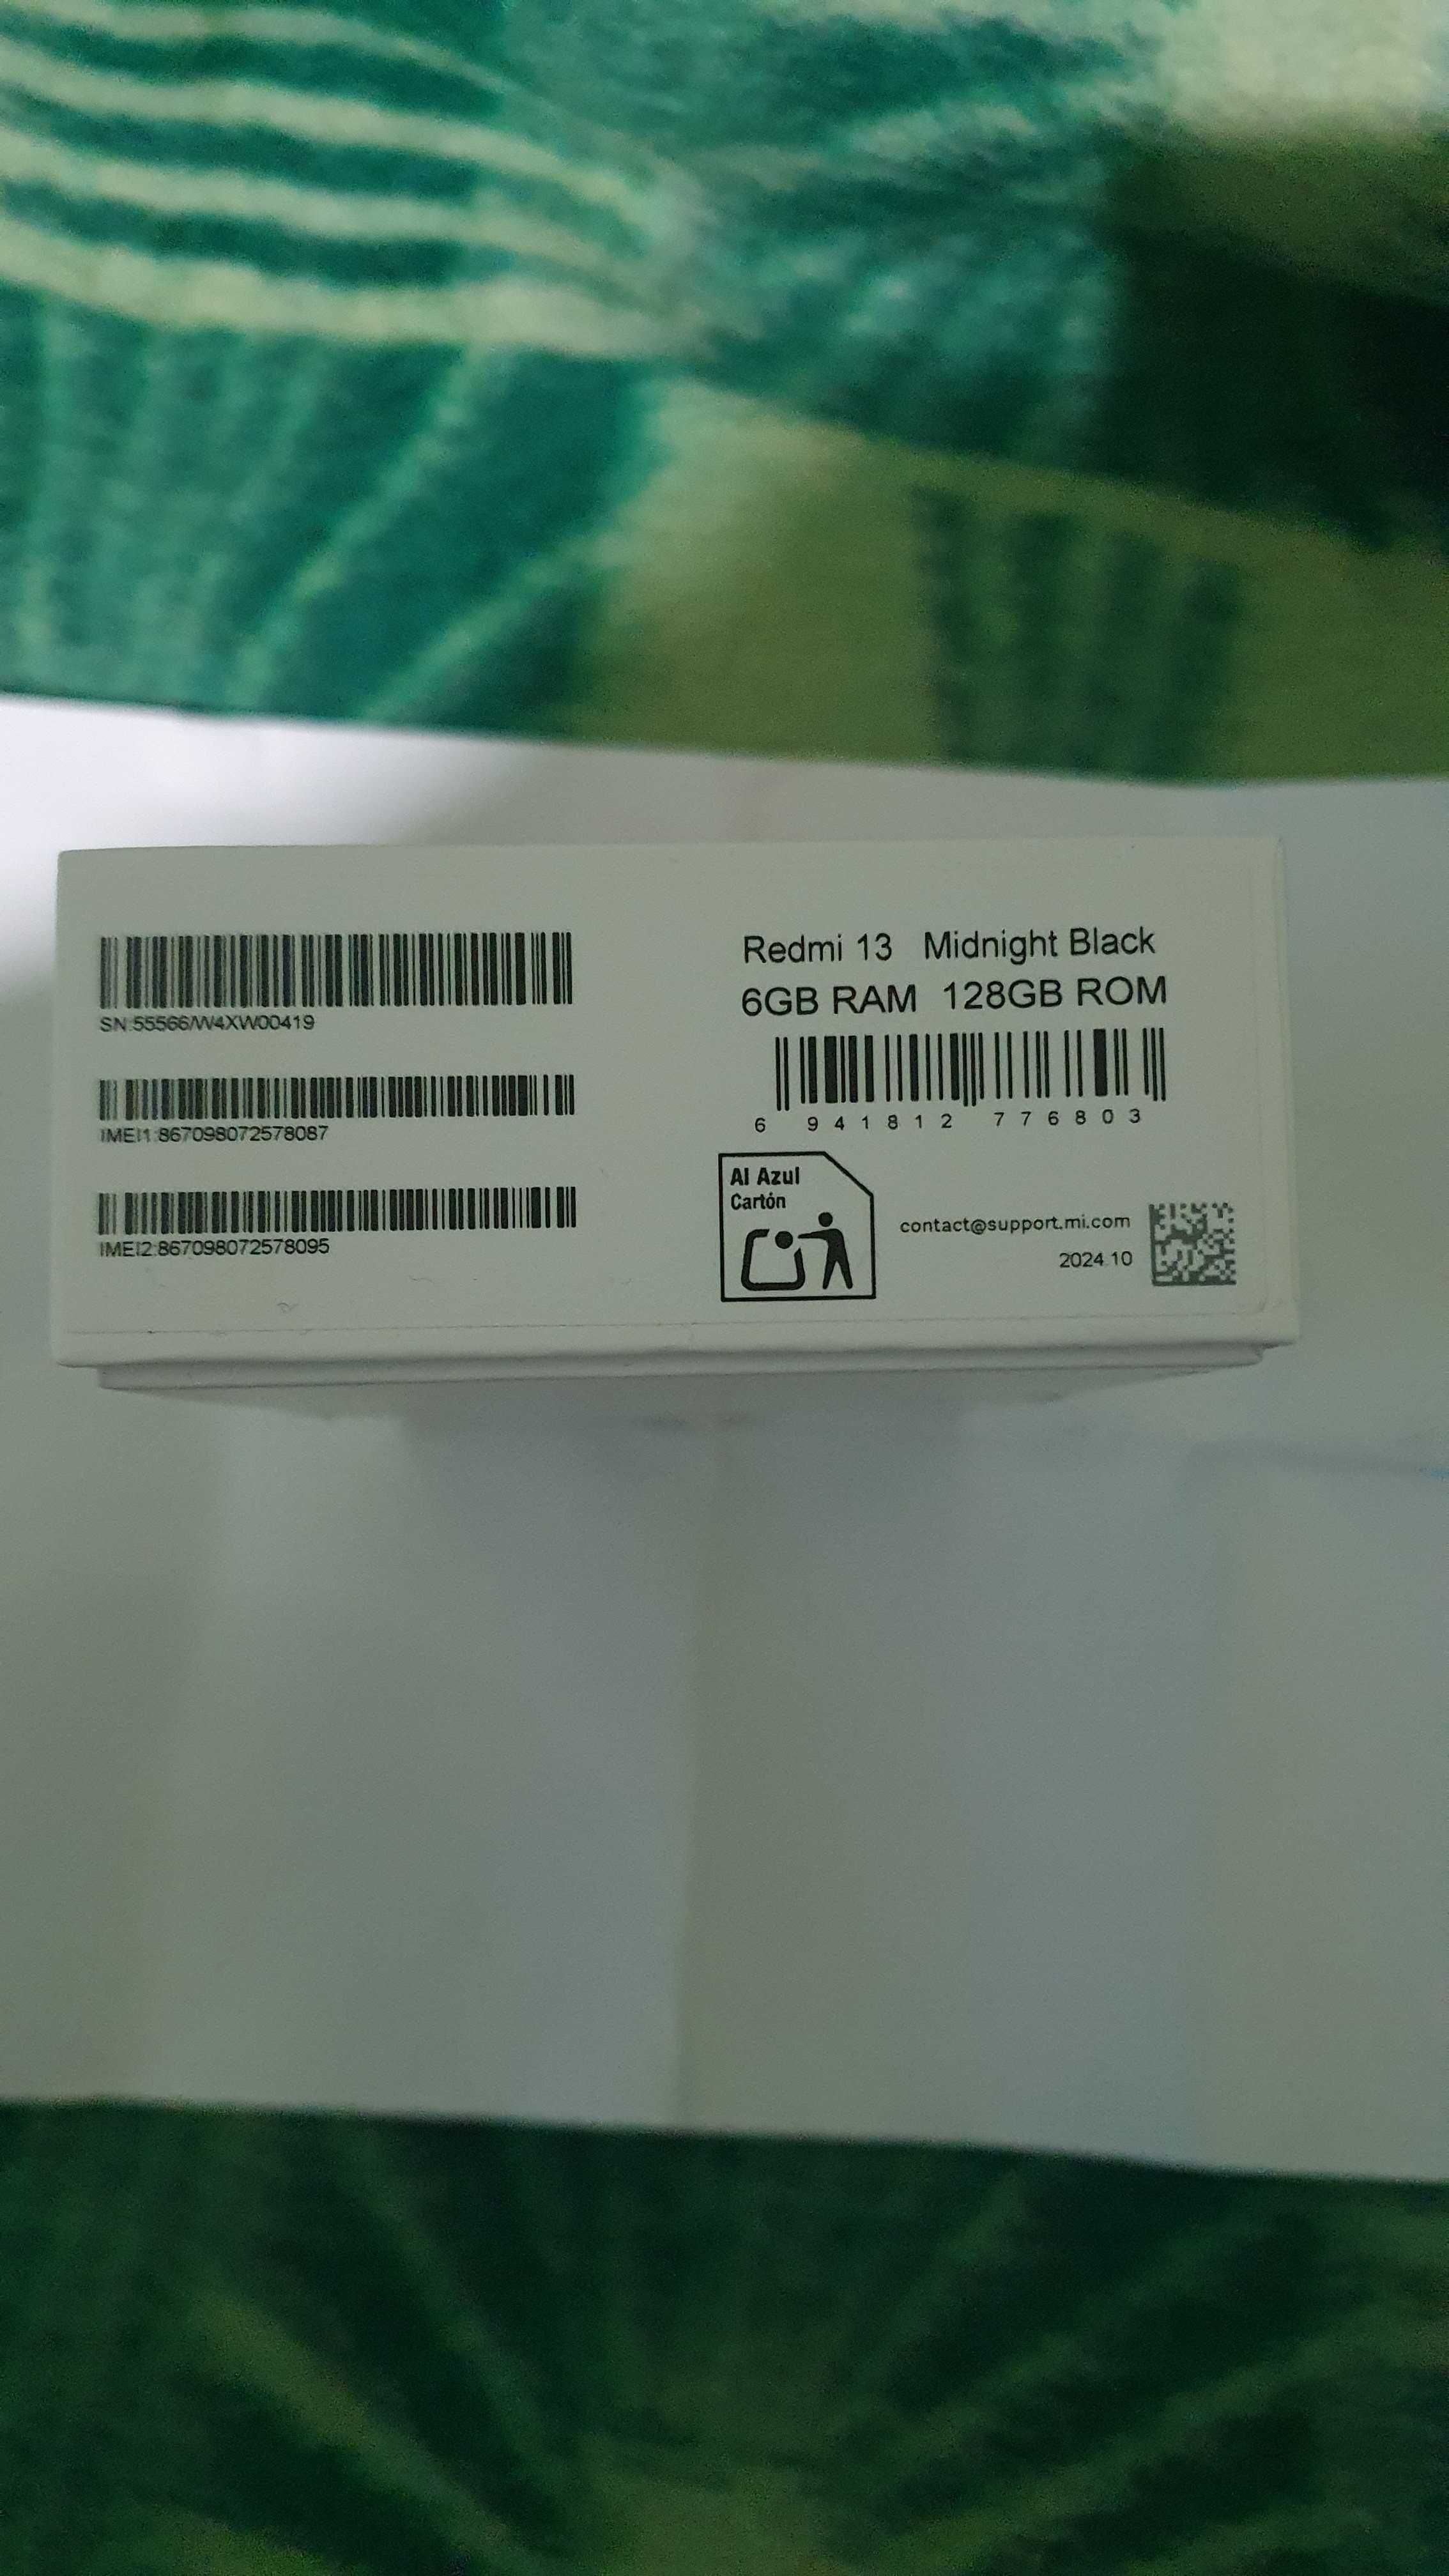 SN:55566/W4XW00419
IMEI1:867098072578087
IMEI2:867098072578095
Redmi 13 Midnight Black
6GB RAM 128GB ROM
6 941812 776803
Al Azul
Cartón
contact@support.mi.com
2024.10